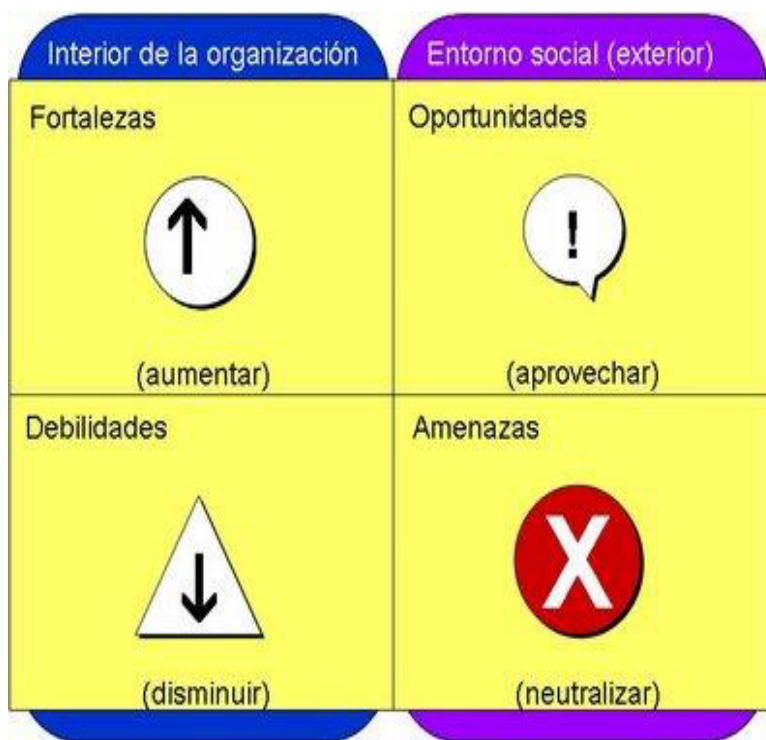 Interior de la organización
Entorno social (exterior)
Fortalezas
(aumentar)
Oportunidades
!
(aprovechar)
Debilidades
(disminuir)
Amenazas
X
(neutralizar)